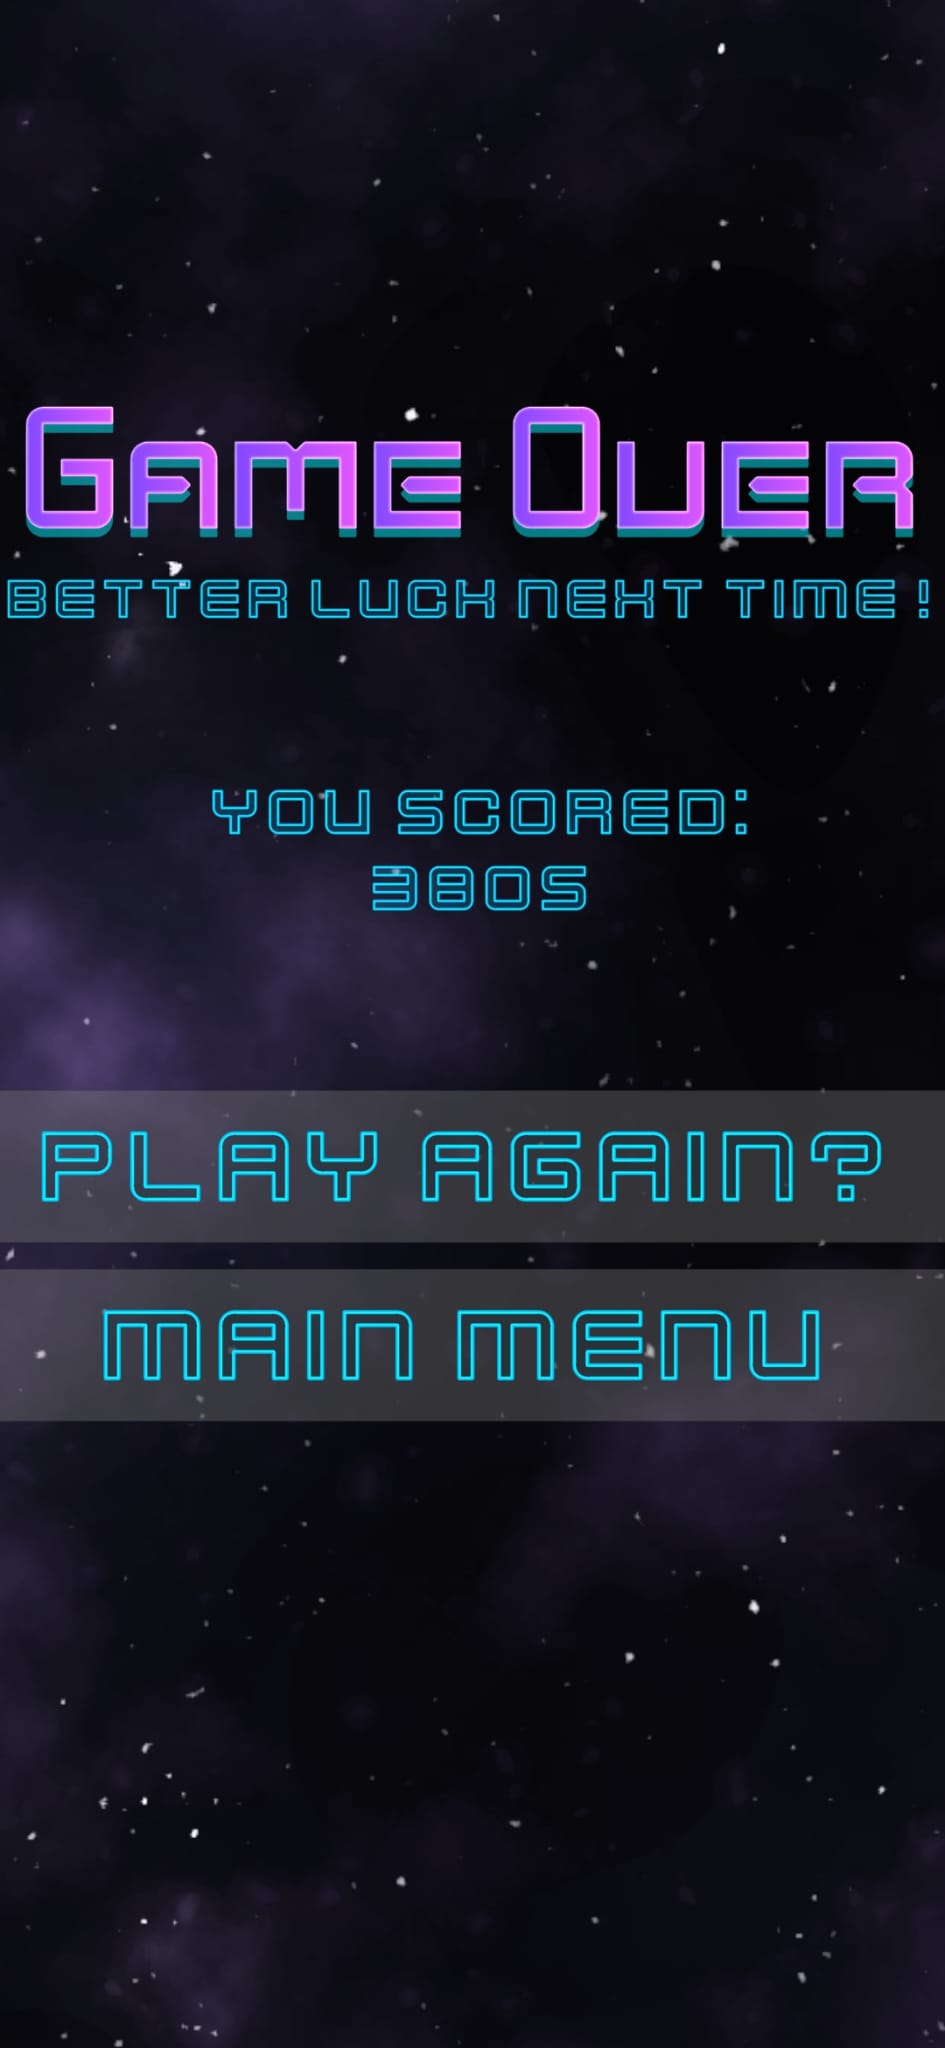 Game Over
BETTER LUCK NEXT TIME !
YOU SCORED:
3805
PLAY AGAIN?
MAIN MENU